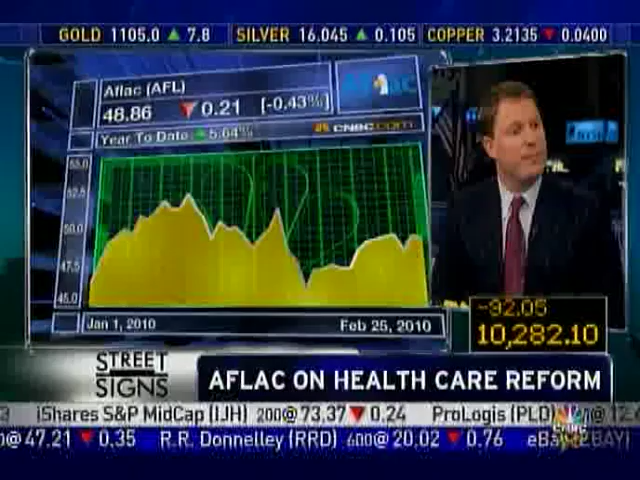 GOLD 1105.0 ▲ 7.8 SILVER 16.045 ▲ 0.105 COPPER 3.2135 ▼ 0.0400
Aflac (AFL)
48.86 ▼ 0.21 [-0.43%]
Aflac
Year To Date ▲ 5.64% CNBC.com
55.0
52.5
50.0
47.5
45.0
Jan 1, 2010 Feb 25, 2010
-92.05
10,282.10
STREET
SIGNS
AFLAC ON HEALTH CARE REFORM
3 iShares S&P MidCap (IJH) 200@73.37 ▼ 0.24 ProLogis (PLD)
@47.21 ▼ 0.35 R.R. Donnelley (RRD) 600@20.02 ▼ 0.76 eBay (EBAY)